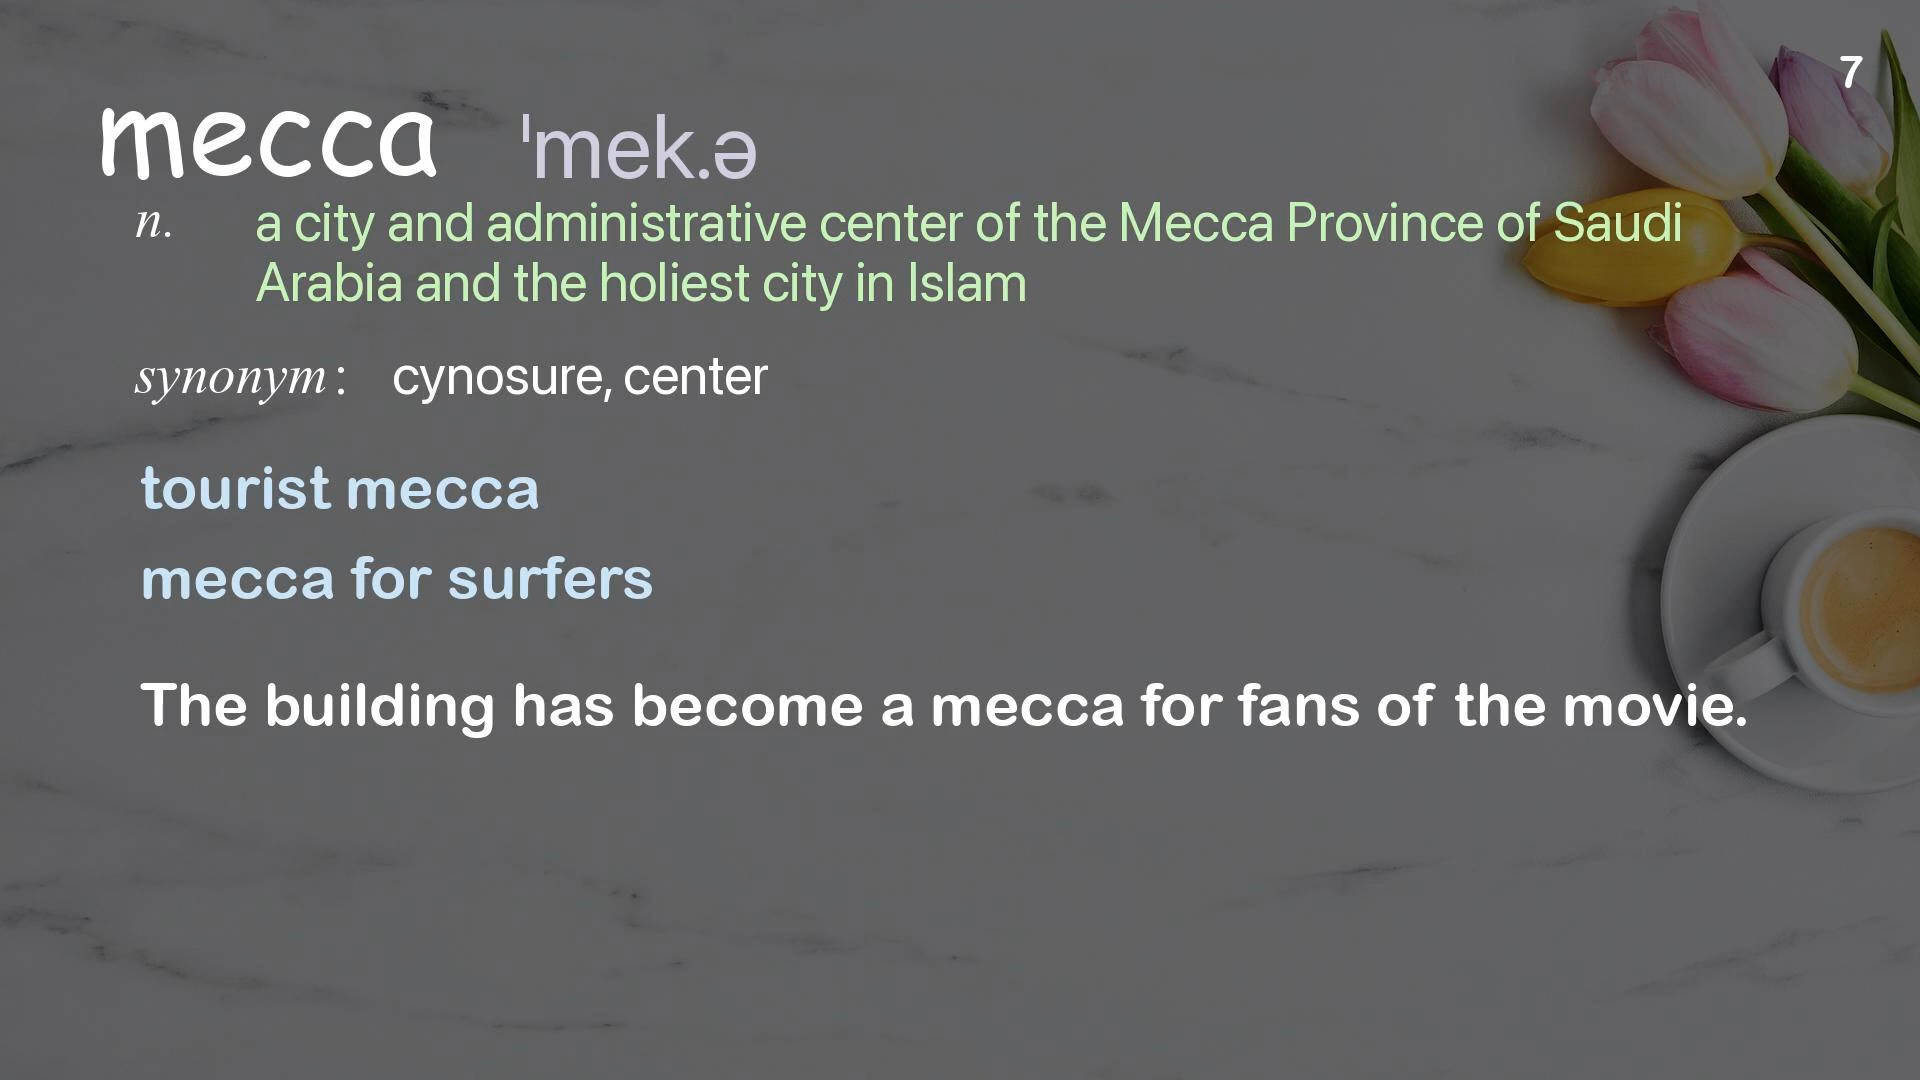 7
mecca ˈmek.ə
n. a city and administrative center of the Mecca Province of Saudi
Arabia and the holiest city in Islam
synonym: cynosure, center
tourist mecca
mecca for surfers
The building has become a mecca for fans of the movie.